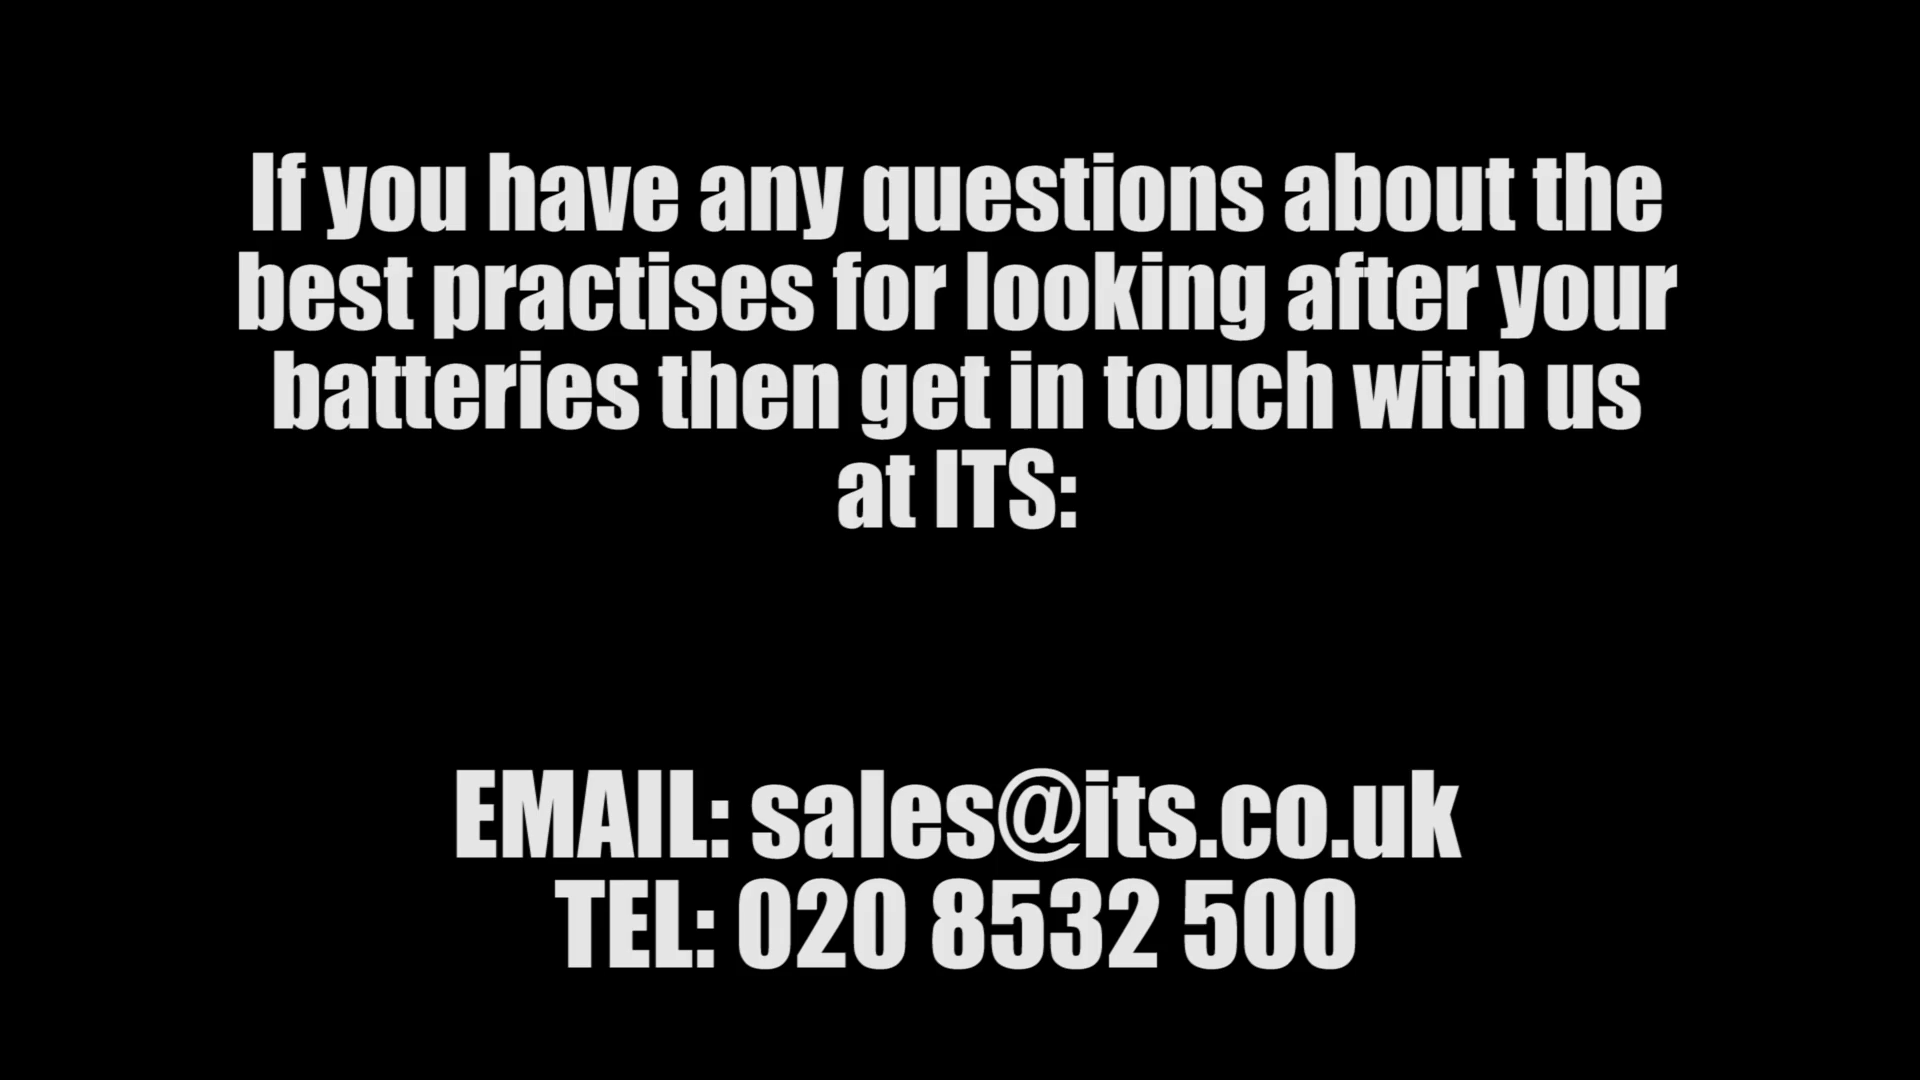 If you have any questions about the
best practises for looking after your
batteries then get in touch with us
at ITS:
EMAIL: sales@its.co.uk
TEL: 020 8532 500